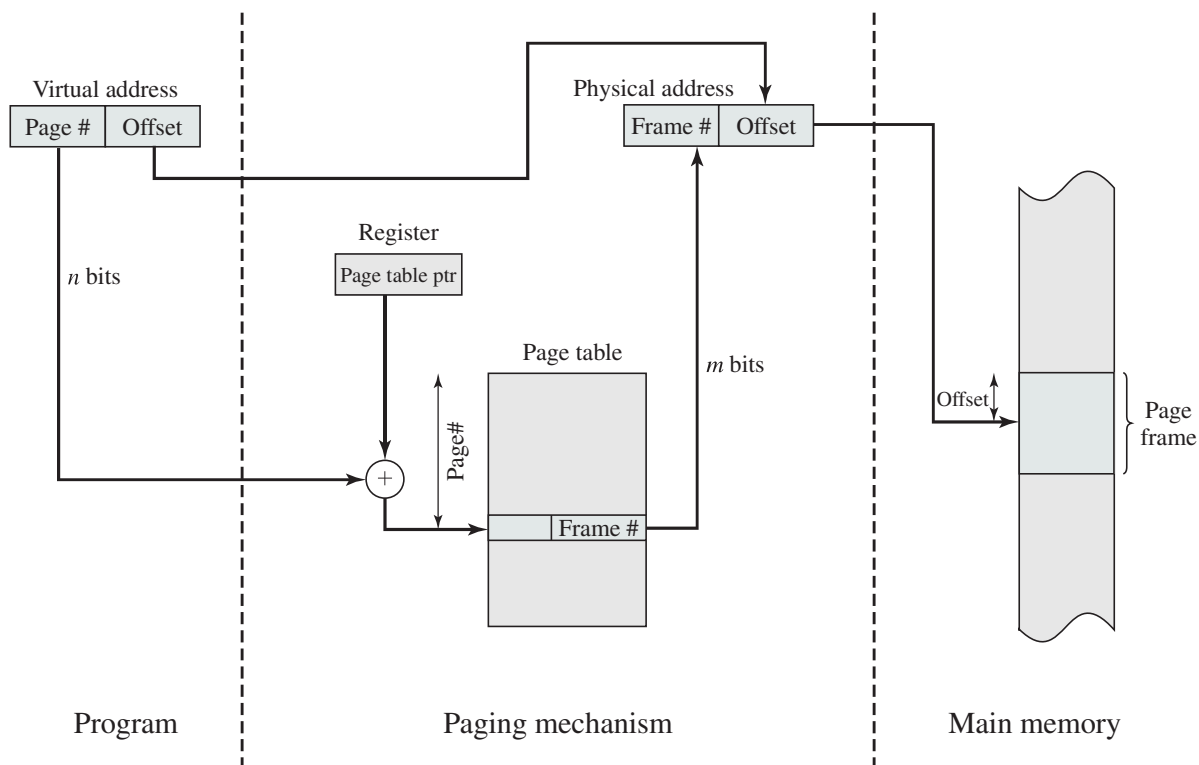 Virtual address
Page # Offset
Physical address
Frame # Offset
n bits
Register
Page table ptr
Page table
m bits
Page#
+
Frame #
Offset
Page
frame
Program
Paging mechanism
Main memory